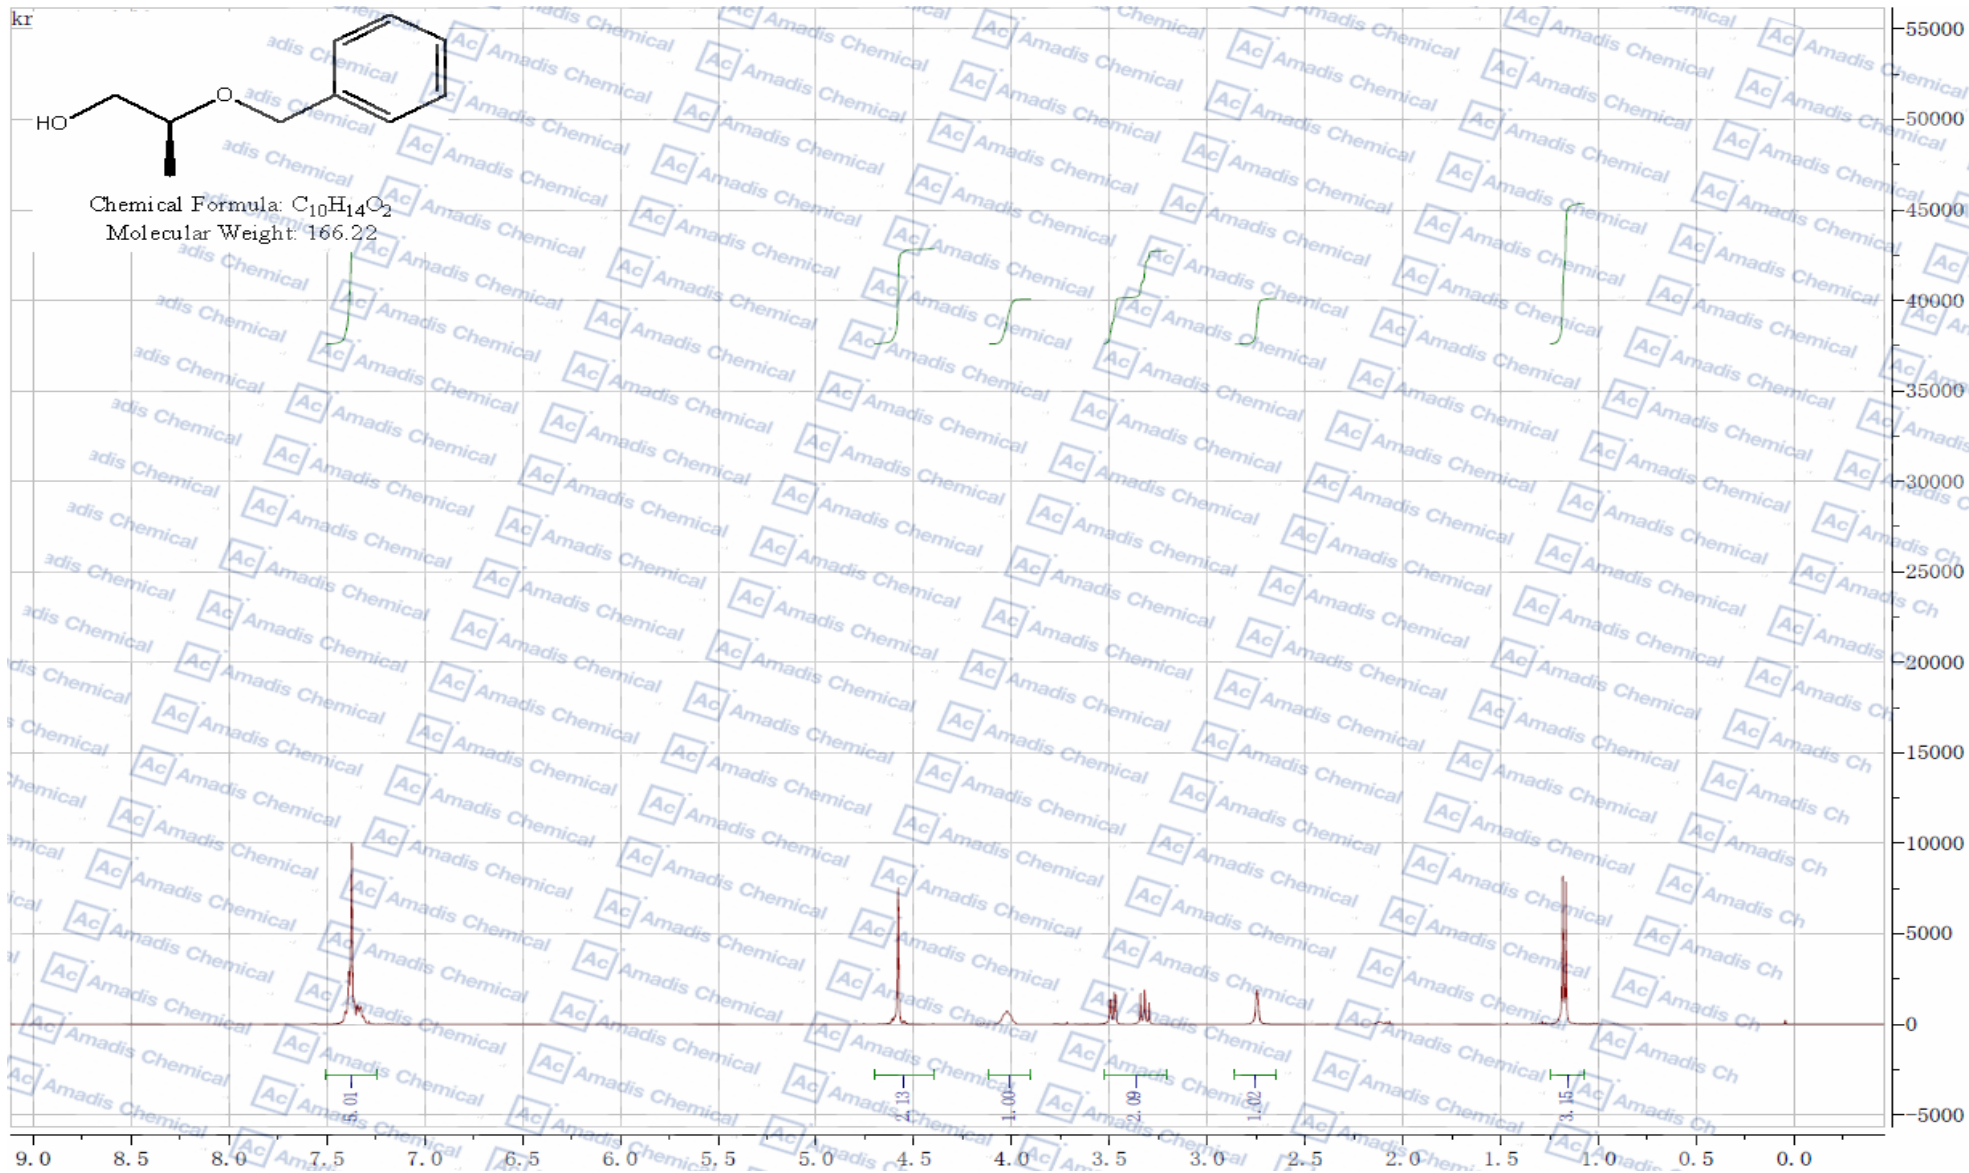 kr
O
HO
Chemical Formula: C₁₀H₁₄O₂
Molecular Weight: 166.22
55000
50000
45000
40000
35000
30000
25000
20000
15000
10000
5000
0
-5000
5.01
2.13
1.00
2.09
1.02
3.15
9.0 8.5 8.0 7.5 7.0 6.5 6.0 5.5 5.0 4.5 4.0 3.5 3.0 2.5 2.0 1.5 1.0 0.5 0.0
Ac Amadis Chemical